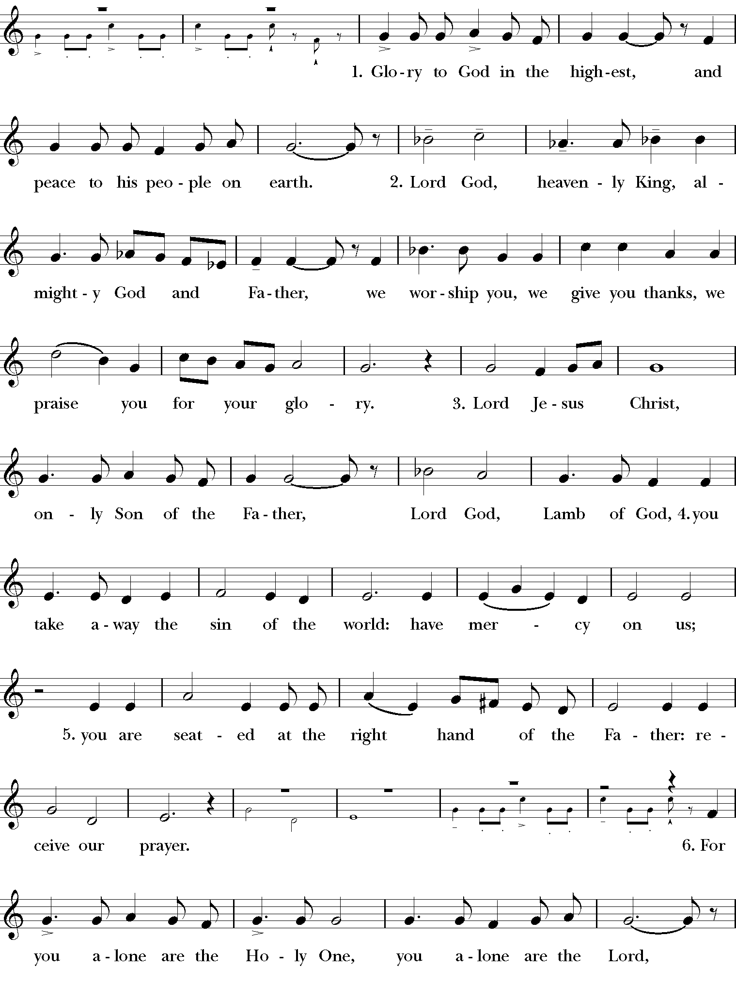 1. Glo - ry to God in the high - est, and
peace to his peo - ple on earth. 2. Lord God, heaven - ly King, al -
might - y God and Fa - ther, we wor - ship you, we give you thanks, we
praise you for your glo - ry. 3. Lord Je - sus Christ,
on - ly Son of the Fa - ther, Lord God, Lamb of God, 4. you
take a - way the sin of the world: have mer - cy on us;
5. you are seat - ed at the right hand of the Fa - ther: re -
ceive our prayer. 6. For
you a - lone are the Ho - ly One, you a - lone are the Lord,